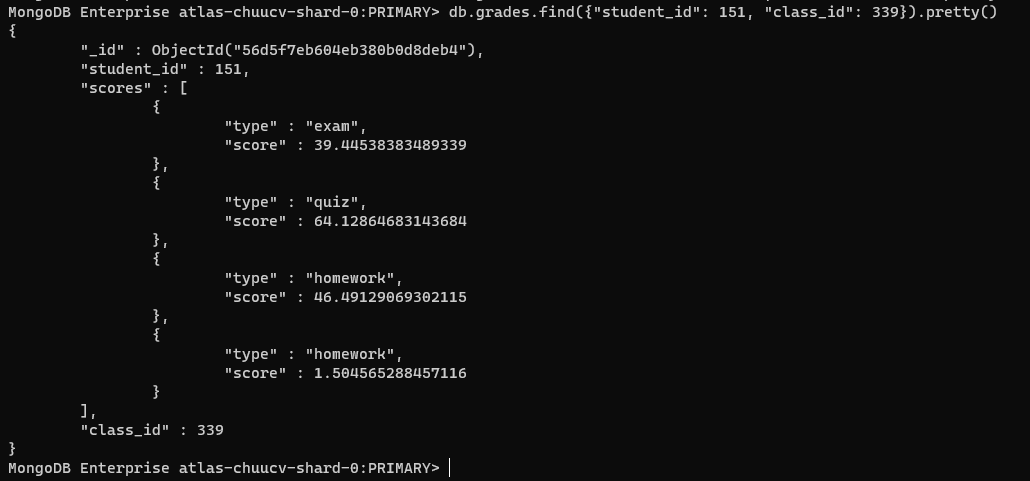 MongoDB Enterprise atlas-chuucv-shard-0:PRIMARY> db.grades.find({"student_id": 151, "class_id": 339}).pretty()
{
        "_id" : ObjectId("56d5f7eb604eb380b0d8deb4"),
        "student_id" : 151,
        "scores" : [
                {
                        "type" : "exam",
                        "score" : 39.44538383489339
                },
                {
                        "type" : "quiz",
                        "score" : 64.12864683143684
                },
                {
                        "type" : "homework",
                        "score" : 46.49129069302115
                },
                {
                        "type" : "homework",
                        "score" : 1.504565288457116
                }
        ],
        "class_id" : 339
}
MongoDB Enterprise atlas-chuucv-shard-0:PRIMARY>